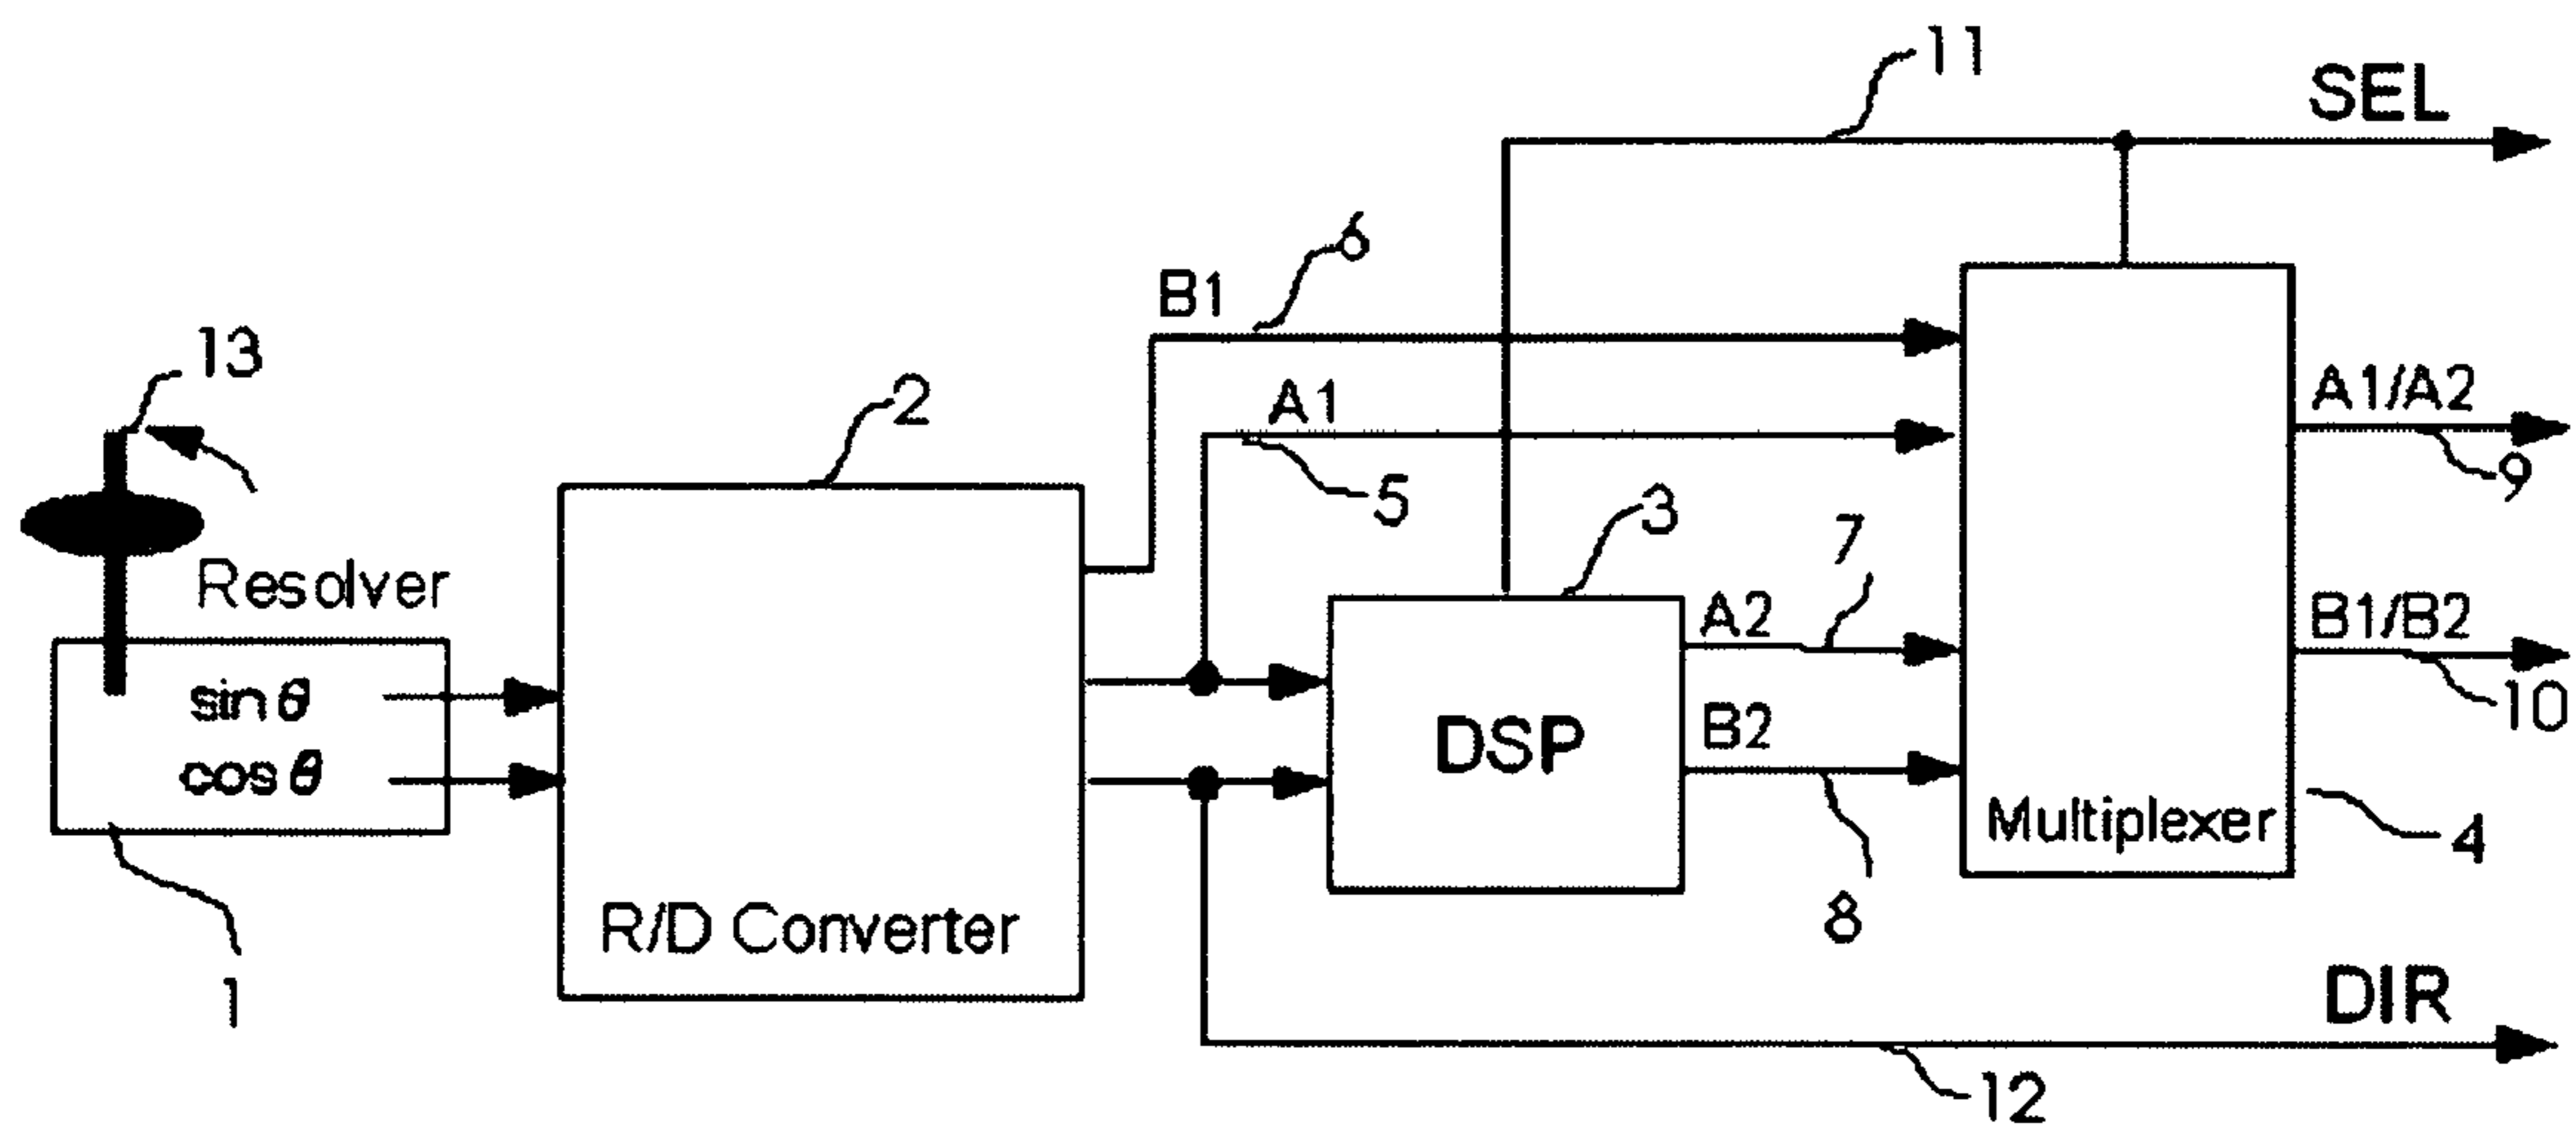 11
SEL
6
B1
13
2
A1
A1/A2
5
9
3
7
Resolver
A2
B1/B2
sin θ
10
DSP
B2
cos θ
Multiplexer
4
R/D Converter
8
1
DIR
12